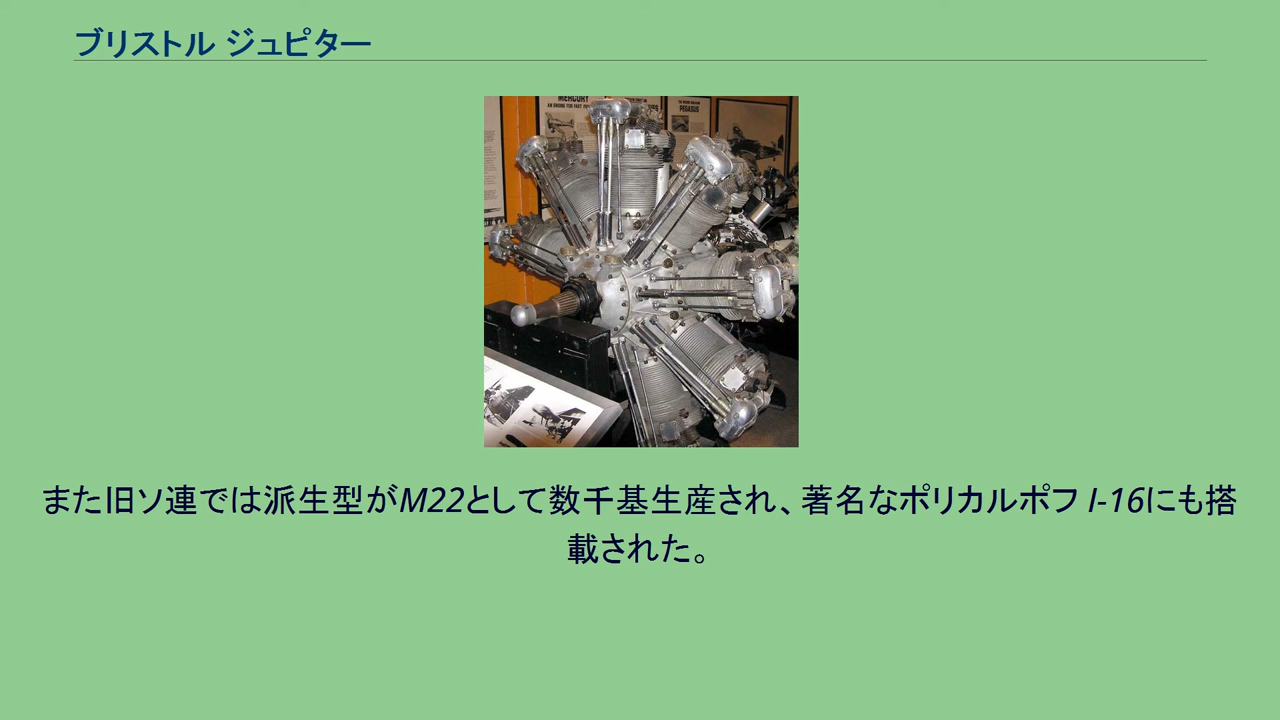 ブリストル ジュピター
MERCURY
PEGASUS
また旧ソ連では派生型がM22として数千基生産され、著名なポリカルポフ I-16にも搭
載された。